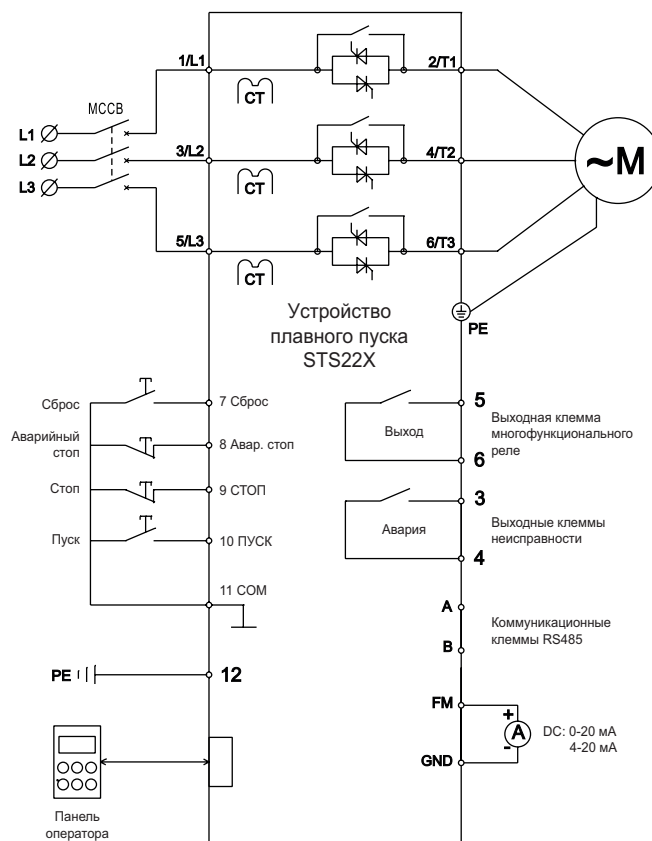 1/L1
2/T1
CT
MCCB
L1
L2
L3
3/L2
4/T2
CT
~M
5/L3
6/T3
CT
Устройство
плавного пуска
STS22X
PE
Сброс
7 Сброс
Аварийный
стоп
8 Авар. стоп
Стоп
9 СТОП
Пуск
10 ПУСК
11 COM
PE
12
Панель
оператора
5
Выход
6
Выходная клемма
многофункционального
реле
3
Авария
4
Выходные клеммы
неисправности
A
B
Коммуникационные
клеммы RS485
FM
+
A
-
GND
DC: 0-20 мА
4-20 мА